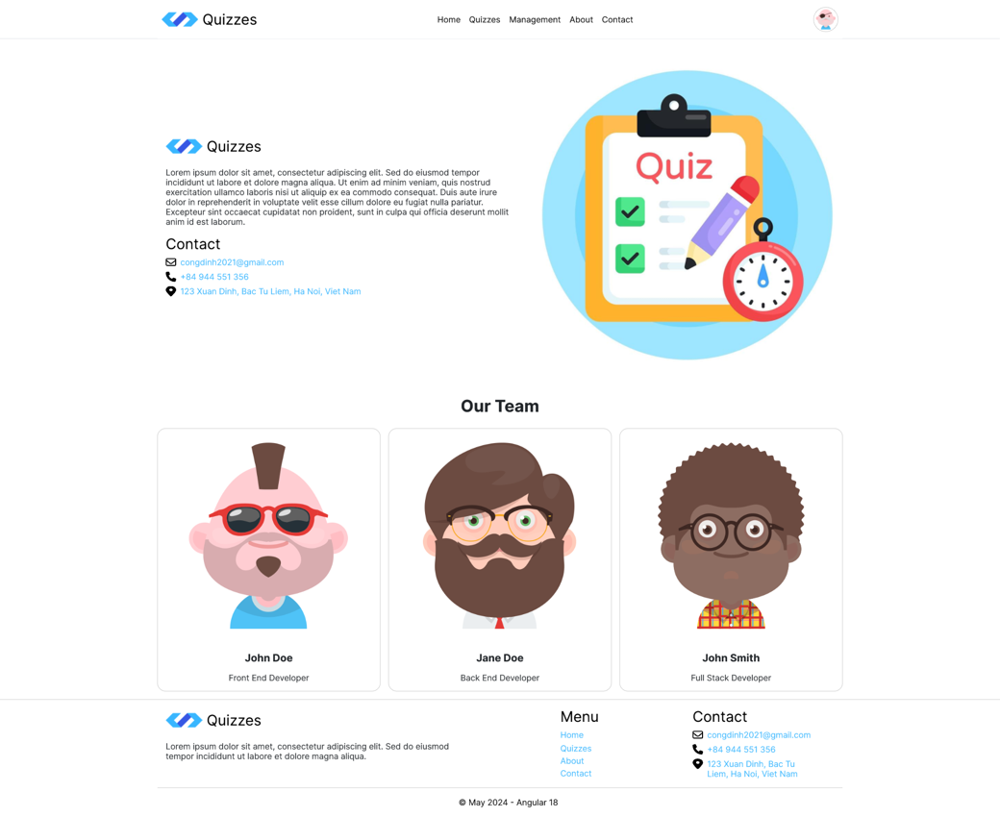 Quizzes
Home Quizzes Management About Contact
Quizzes
Lorem ipsum dolor sit amet, consectetur adipiscing elit. Sed do eiusmod tempor
incididunt ut labore et dolore magna aliqua. Ut enim ad minim veniam, quis nostrud
exercitation ullamco laboris nisi ut aliquip ex ea commodo consequat. Duis aute irure
dolor in reprehenderit in voluptate velit esse cillum dolore eu fugiat nulla pariatur.
Excepteur sint occaecat cupidatat non proident, sunt in culpa qui officia deserunt mollit
anim id est laborum.
Contact
congdinh2021@gmail.com
+84 944 551 356
123 Xuan Dinh, Bac Tu Liem, Ha Noi, Viet Nam
Quiz
Our Team
John Doe
Front End Developer
Jane Doe
Back End Developer
John Smith
Full Stack Developer
Quizzes
Lorem ipsum dolor sit amet, consectetur adipiscing elit. Sed do eiusmod
tempor incididunt ut labore et dolore magna aliqua.
Menu
Home
Quizzes
About
Contact
Contact
congdinh2021@gmail.com
+84 944 551 356
123 Xuan Dinh, Bac Tu
Liem, Ha Noi, Viet Nam
© May 2024 - Angular 18